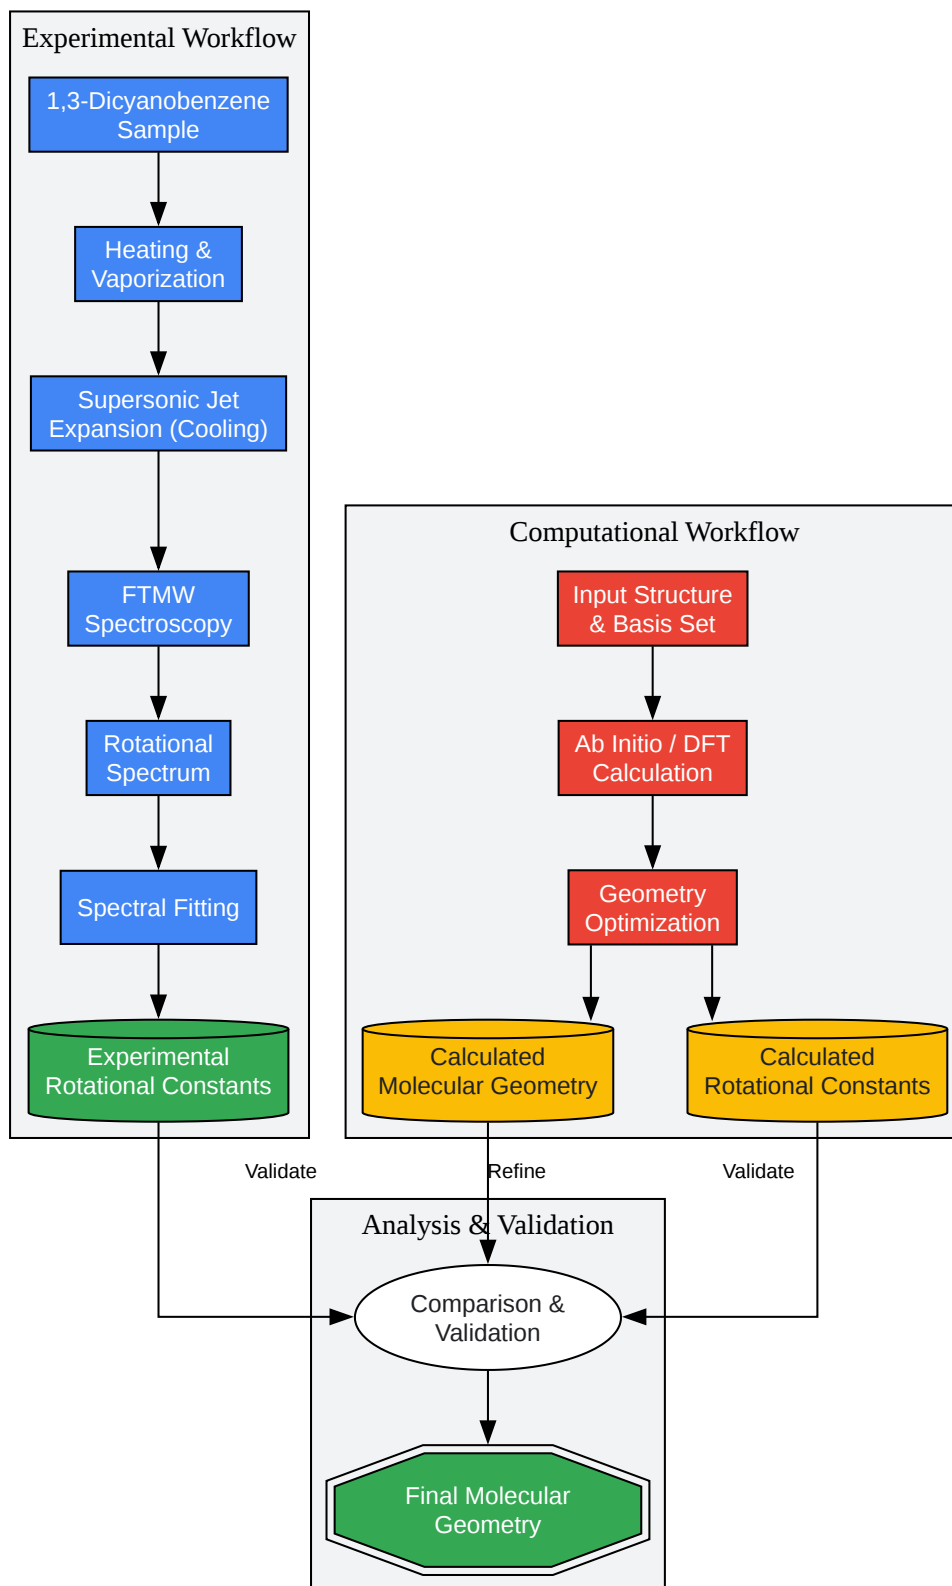 Experimental Workflow
1,3-Dicyanobenzene
Sample
Heating &
Vaporization
Supersonic Jet
Expansion (Cooling)
FTMW
Spectroscopy
Rotational
Spectrum
Spectral Fitting
Experimental
Rotational Constants
Computational Workflow
Input Structure
& Basis Set
Ab Initio / DFT
Calculation
Geometry
Optimization
Calculated
Molecular Geometry
Calculated
Rotational Constants
Validate
Refine
Validate
Analysis & Validation
Comparison &
Validation
Final Molecular
Geometry